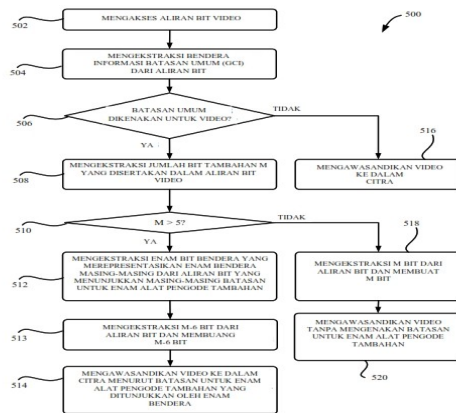 500
502
MENGAKSES ALIRAN BIT VIDEO
504
MENGEKSTRAKSI BENDERA
INFORMASI BATASAN UMUM (GCI)
DARI ALIRAN BIT
506
BATASAN UMUM
DIKENAKAN UNTUK VIDEO?
TIDAK
YA
516
MENGAWASANDIKAN VIDEO
KE DALAM
CITRA
508
MENGEKSTRAKSI JUMLAH BIT TAMBAHAN M
YANG DISERTAKAN DALAM ALIRAN BIT
VIDEO
510
M > 5?
TIDAK
YA
518
MENGEKSTRAKSI M BIT DARI
ALIRAN BIT DAN MEMBUAT
M BIT
512
MENGEKSTRAKSI ENAM BIT BENDERA YANG
MEREPRESENTASIKAN ENAM BENDERA
MASING-MASING DARI ALIRAN BIT YANG
MENUNJUKKAN MASING-MASING BATASAN
UNTUK ENAM ALAT PENGODE TAMBAHAN
513
MENGEKSTRAKSI M-6 BIT DARI
ALIRAN BIT DAN MEMBUANG
M-6 BIT
MENGAWASANDIKAN VIDEO
TANPA MENGENAKAN BATASAN
UNTUK ENAM ALAT PENGODE
TAMBAHAN
520
514
MENGAWASANDIKAN VIDEO KE DALAM
CITRA MENURUT BATASAN UNTUK ENAM
ALAT PENGODE TAMBAHAN YANG
DITUNJUKKAN OLEH ENAM
BENDERA